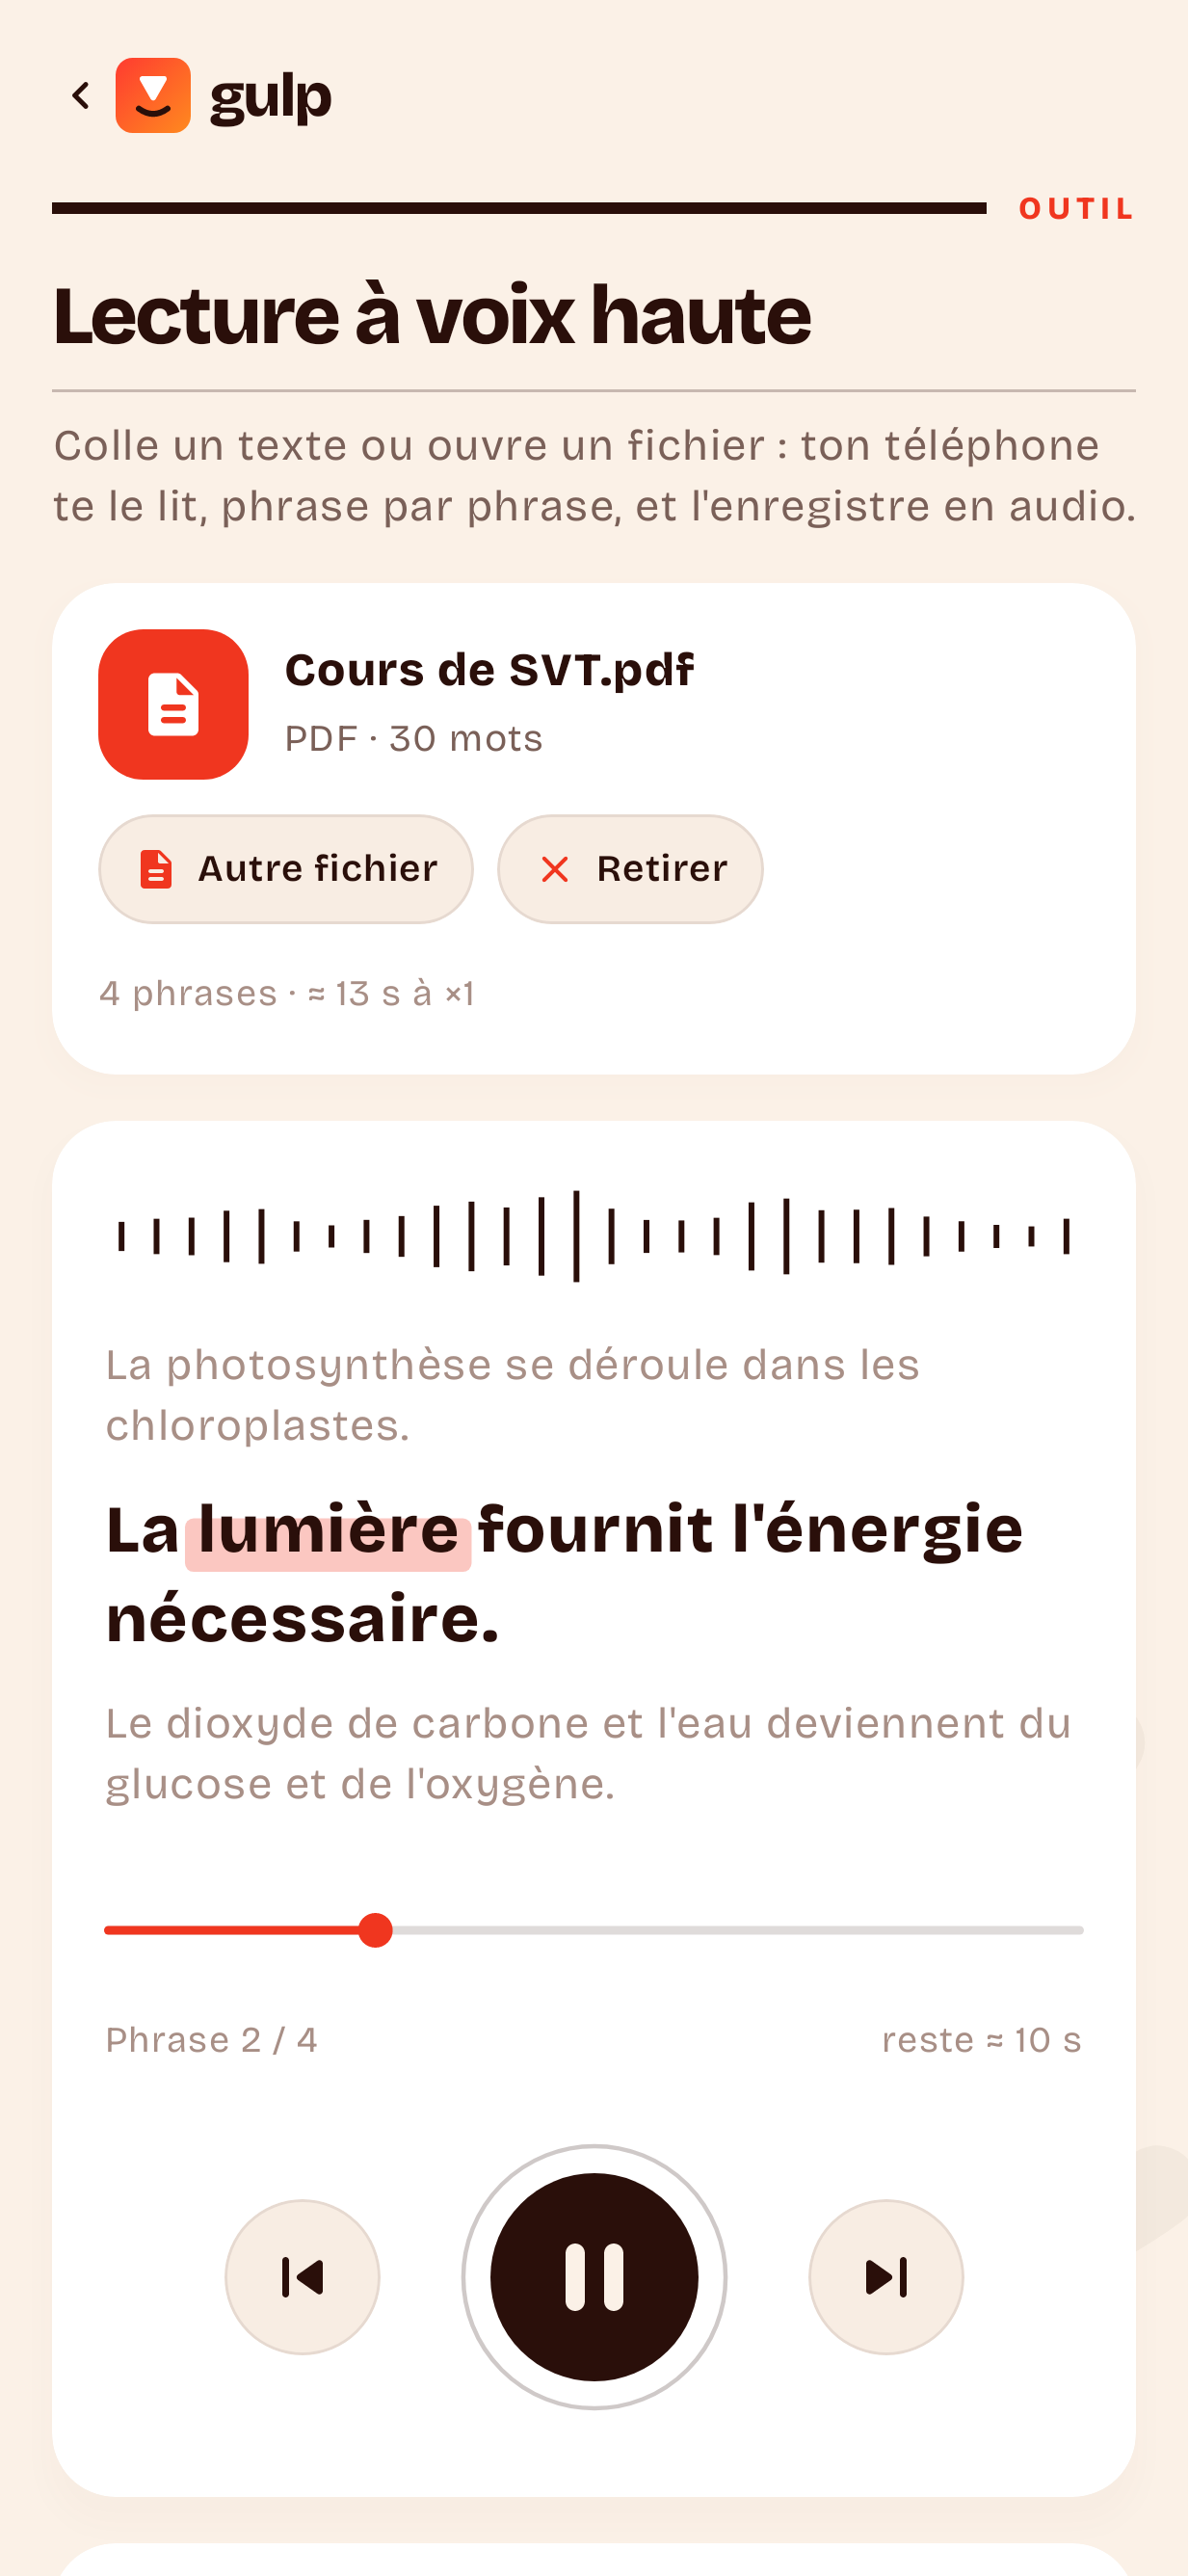 gulp
OUTIL
Lecture à voix haute
Colle un texte ou ouvre un fichier : ton téléphone
te le lit, phrase par phrase, et l'enregistre en audio.
Cours de SVT.pdf
PDF · 30 mots
Autre fichier
Retirer
4 phrases · ≈ 13 s à ×1
La photosynthèse se déroule dans les
chloroplastes.
La lumière fournit l'énergie
nécessaire.
Le dioxyde de carbone et l'eau deviennent du
glucose et de l'oxygène.
Phrase 2 / 4
reste ≈ 10 s